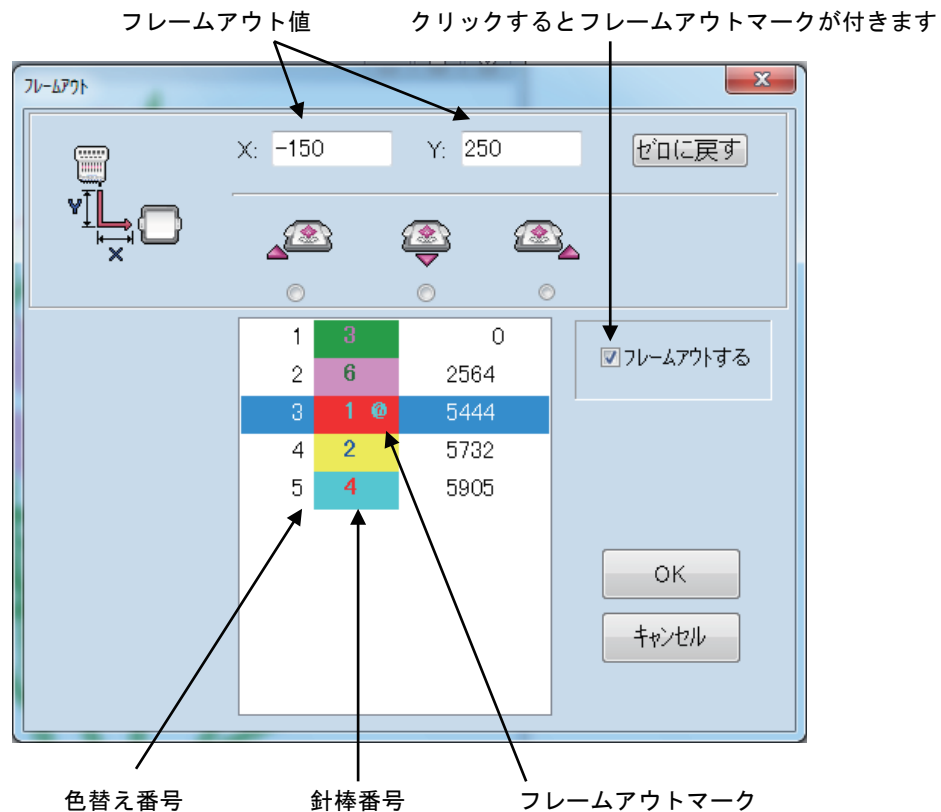 フレームアウト値 クリックするとフレームアウトマークが付きます
フレームアウト
X: -150 Y: 250 ゼロに戻す
Y
X
1 3 0
フレームアウトする
2 6 2564
3 1 @ 5444
4 2 5732
5 4 5905
OK
キャンセル
色替え番号 針棒番号 フレームアウトマーク